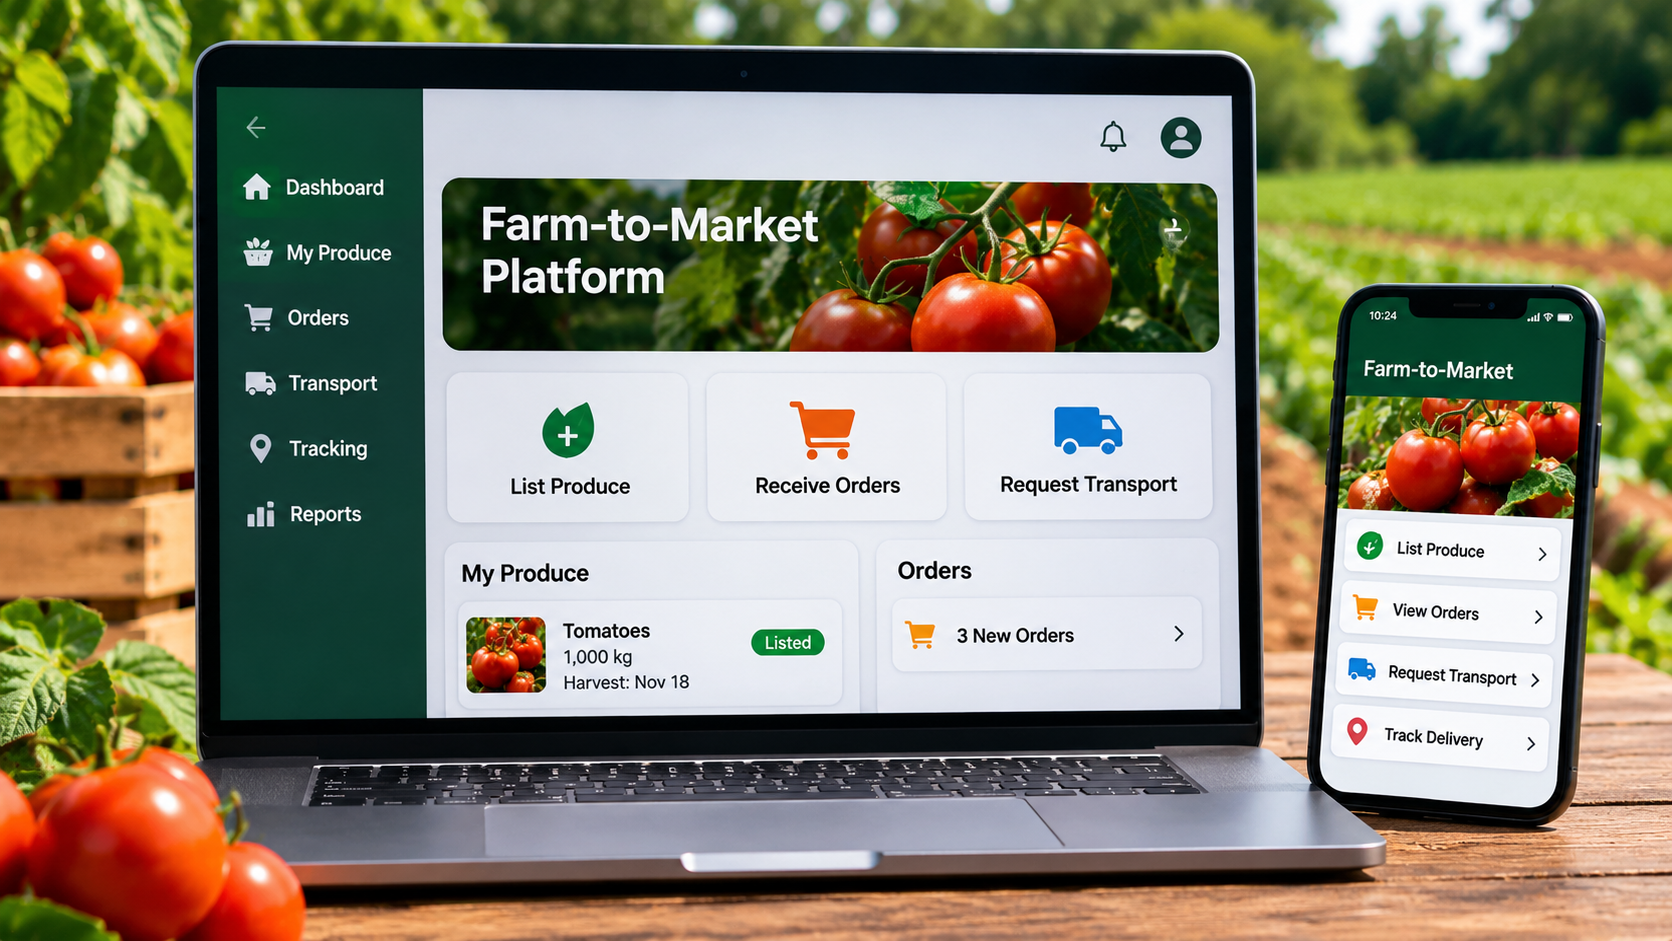 Dashboard
My Produce
Orders
Transport
Tracking
Reports
Farm-to-Market
Platform
List Produce
Receive Orders
Request Transport
My Produce
Tomatoes
1,000 kg
Harvest: Nov 18
Listed
Orders
3 New Orders
10:24
Farm-to-Market
List Produce
View Orders
Request Transport
Track Delivery